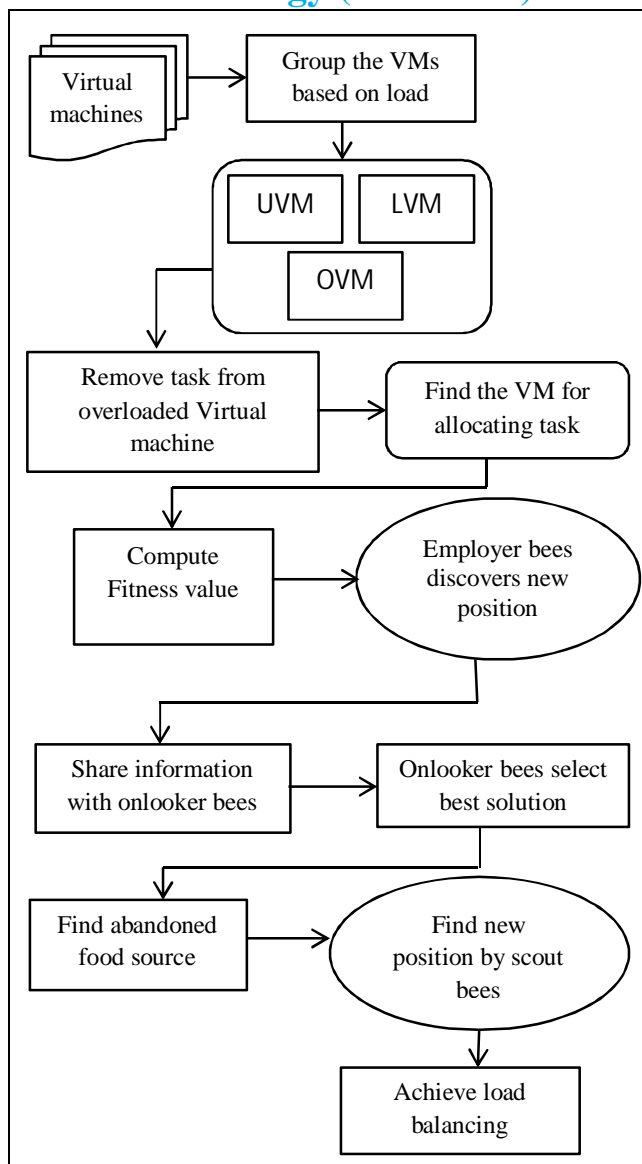 Virtual
machines
Group the VMs
based on load
UVM
LVM
OVM
Remove task from
overloaded Virtual
machine
Find the VM for
allocating task
Compute
Fitness value
Employer bees
discovers new
position
Share information
with onlooker bees
Onlooker bees select
best solution
Find abandoned
food source
Find new
position by scout
bees
Achieve load
balancing